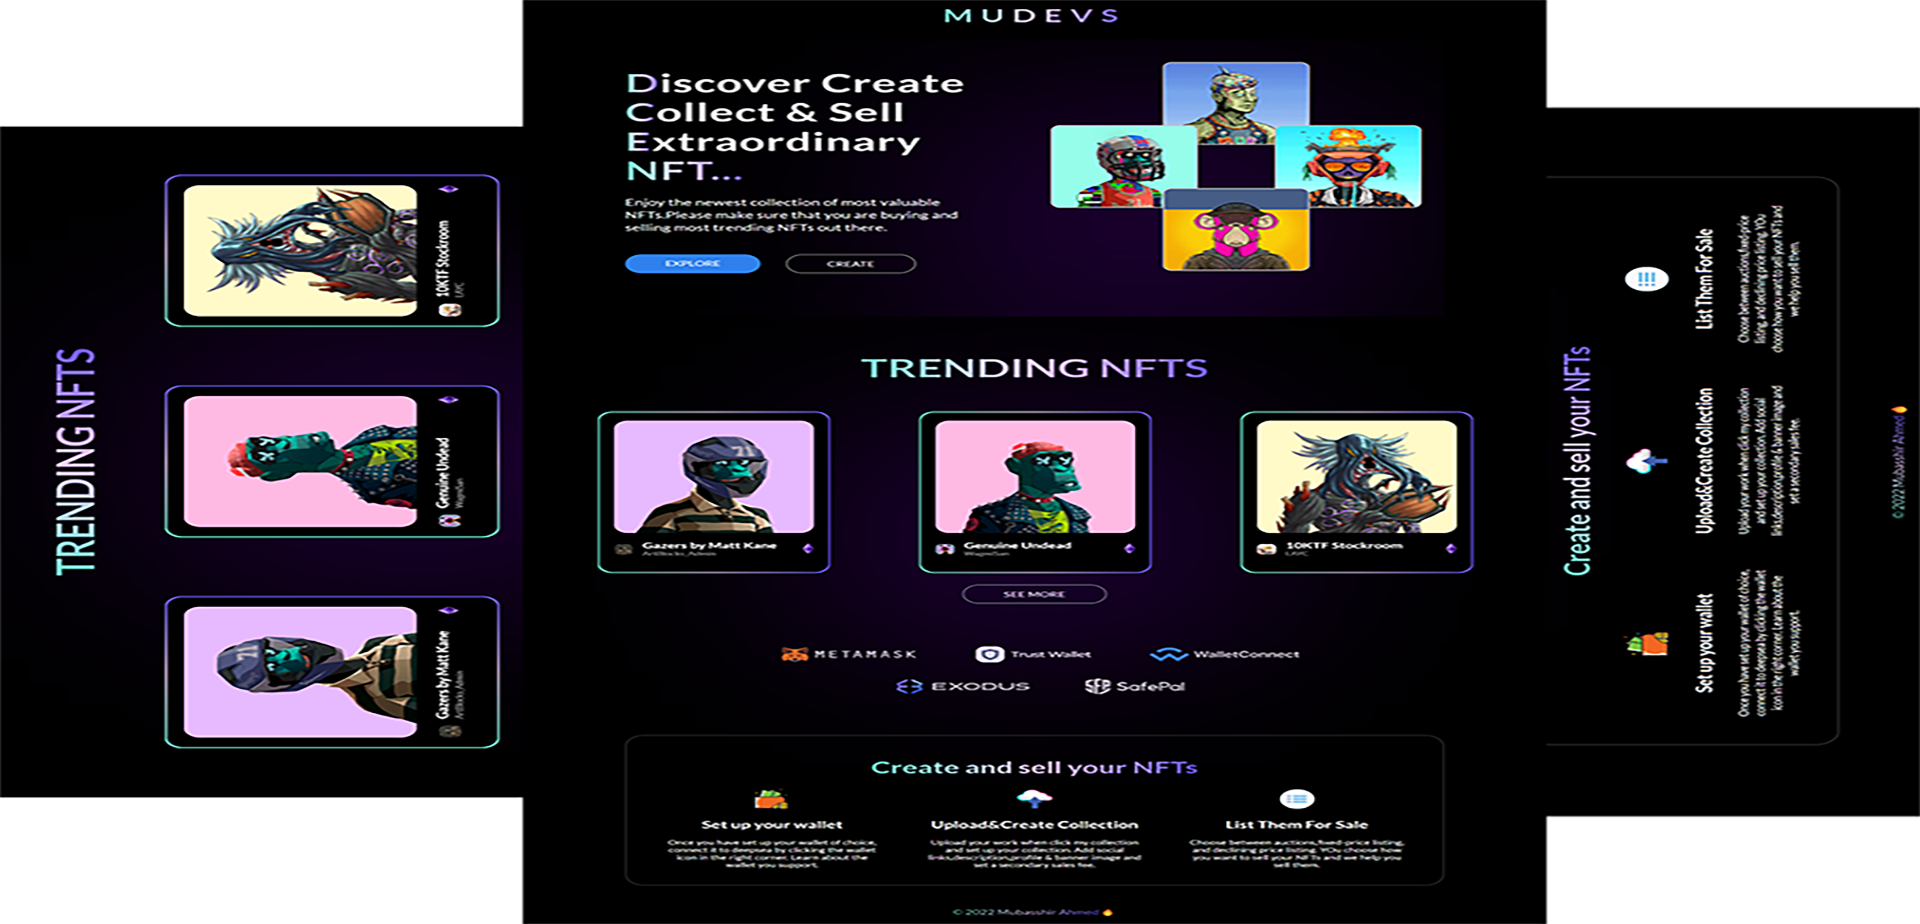 MUDEVS
Discover Create
Collect & Sell
Extraordinary
NFT...
Enjoy the newest collection of most valuable
NFTs.Please make sure that you are buying and
selling most trending NFTs out there.
EXPLORE
CREATE
TRENDING NFTS
Gazers by Matt Kane
ArtBlocks_Admin
Genuine Undead
WagmiSan
10KTF Stockroom
LAYC
SEE MORE
METAMASK
Trust Wallet
WalletConnect
EXODUS
SafePal
Create and sell your NFTs
Set up your wallet
Once you have set up your wallet of choice,
connect it to deepsea by clicking the wallet
icon in the right corner. Learn about the
wallet you support.
Upload&Create Collection
Upload your work when click my collection
and set up your collection. Add social
links,description,profile & banner image and
set a secondary sales fee.
List Them For Sale
Choose between auctions,fixed-price listing,
and declining price listing. YOu choose how
you want to sell your NFTs and we help you
sell them.
© 2022 Mubasshir Ahmed
TRENDING NFTS
10KTF Stockroom
LAYC
Genuine Undead
WagmiSan
Gazers by Matt Kane
ArtBlocks_Admin
Create and sell your NFTs
List Them For Sale
Choose between auctions,fixed-price
listing, and declining price listing. YOu
choose how you want to sell your NFTs and
we help you sell them.
Upload&Create Collection
Upload your work when click my collection
and set up your collection. Add social
links,description,profile & banner image and
set a secondary sales fee.
Set up your wallet
Once you have set up your wallet of choice,
connect it to deepsea by clicking the wallet
icon in the right corner. Learn about the
wallet you support.
© 2022 Mubasshir Ahmed